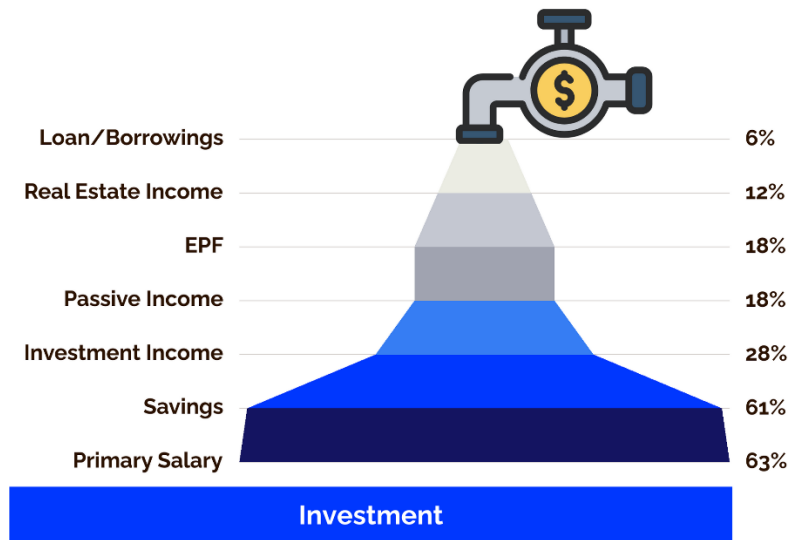 $
Loan/Borrowings 6%
Real Estate Income 12%
EPF 18%
Passive Income 18%
Investment Income 28%
Savings 61%
Primary Salary 63%
Investment